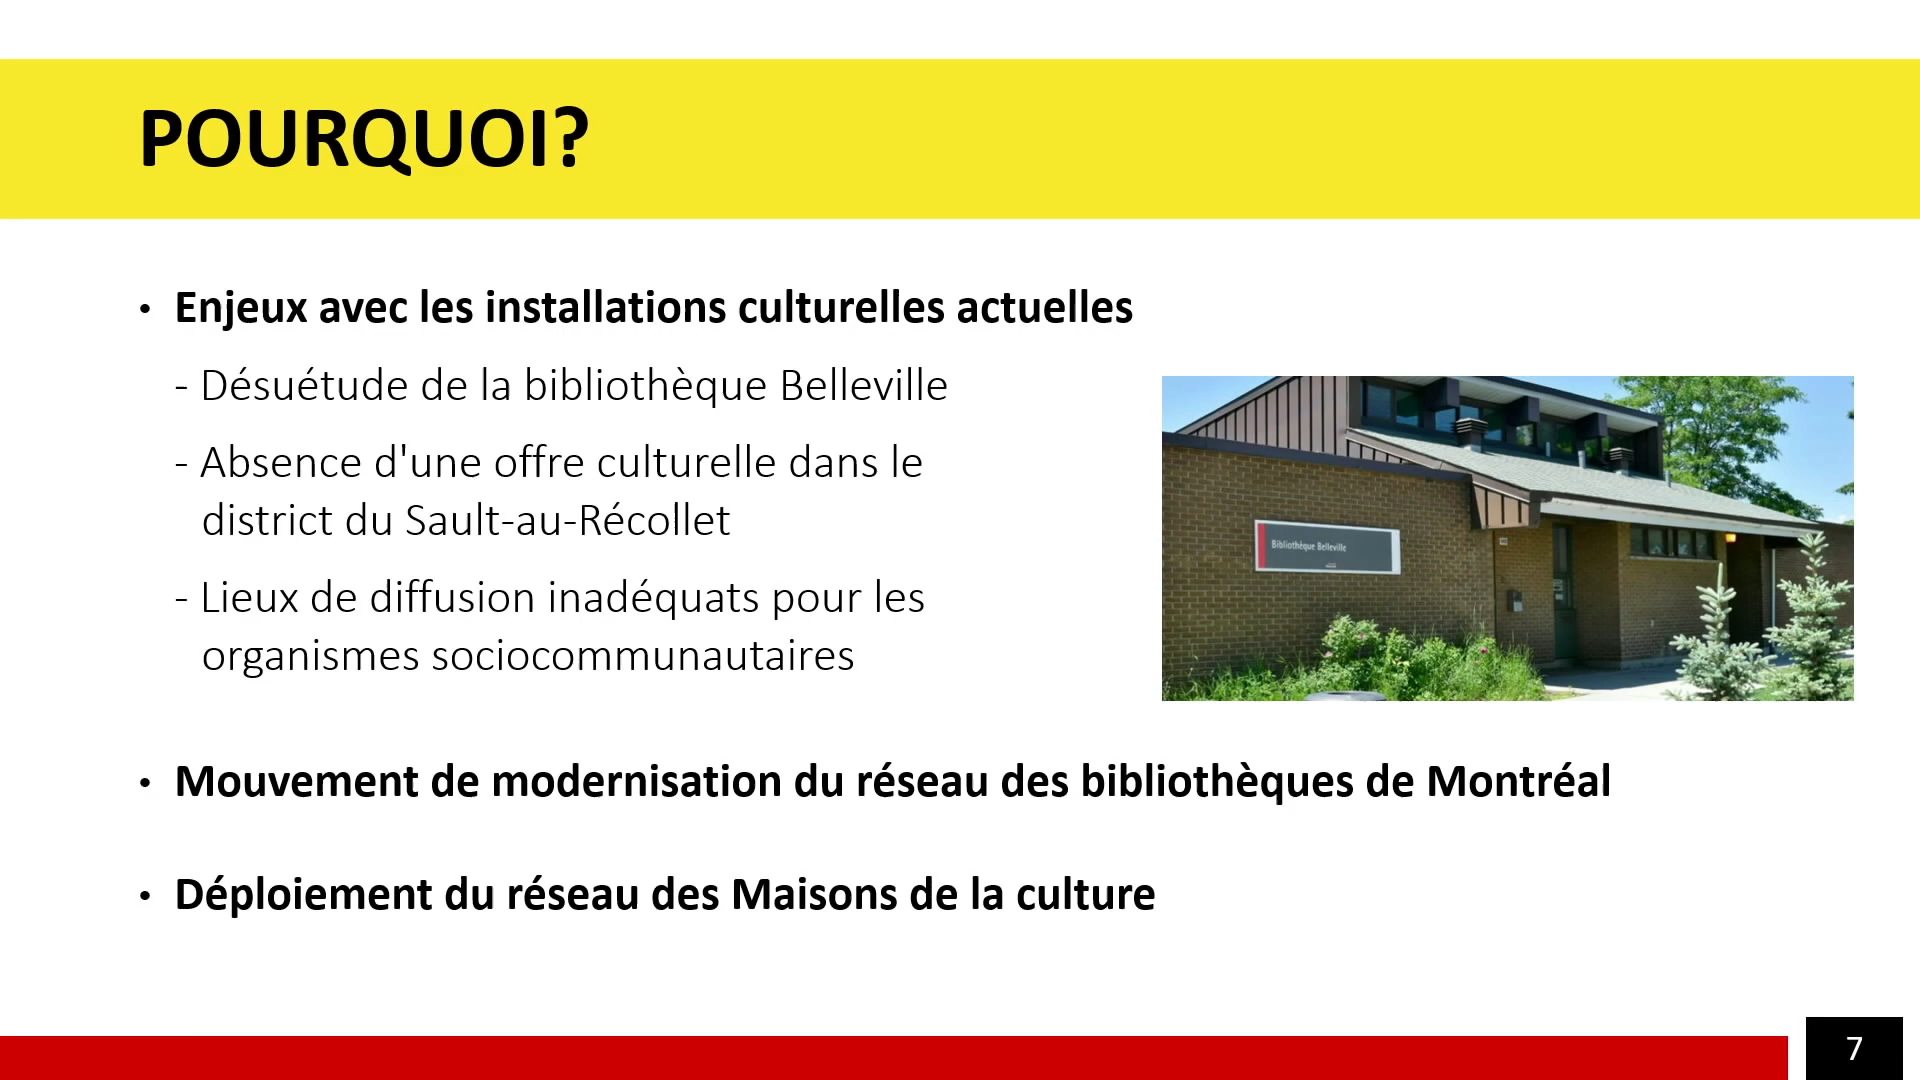 POURQUOI?
• Enjeux avec les installations culturelles actuelles
- Désuétude de la bibliothèque Belleville
- Absence d'une offre culturelle dans le
district du Sault-au-Récollet
- Lieux de diffusion inadéquats pour les
organismes sociocommunautaires
Bibliothèque Belleville
• Mouvement de modernisation du réseau des bibliothèques de Montréal
• Déploiement du réseau des Maisons de la culture
7